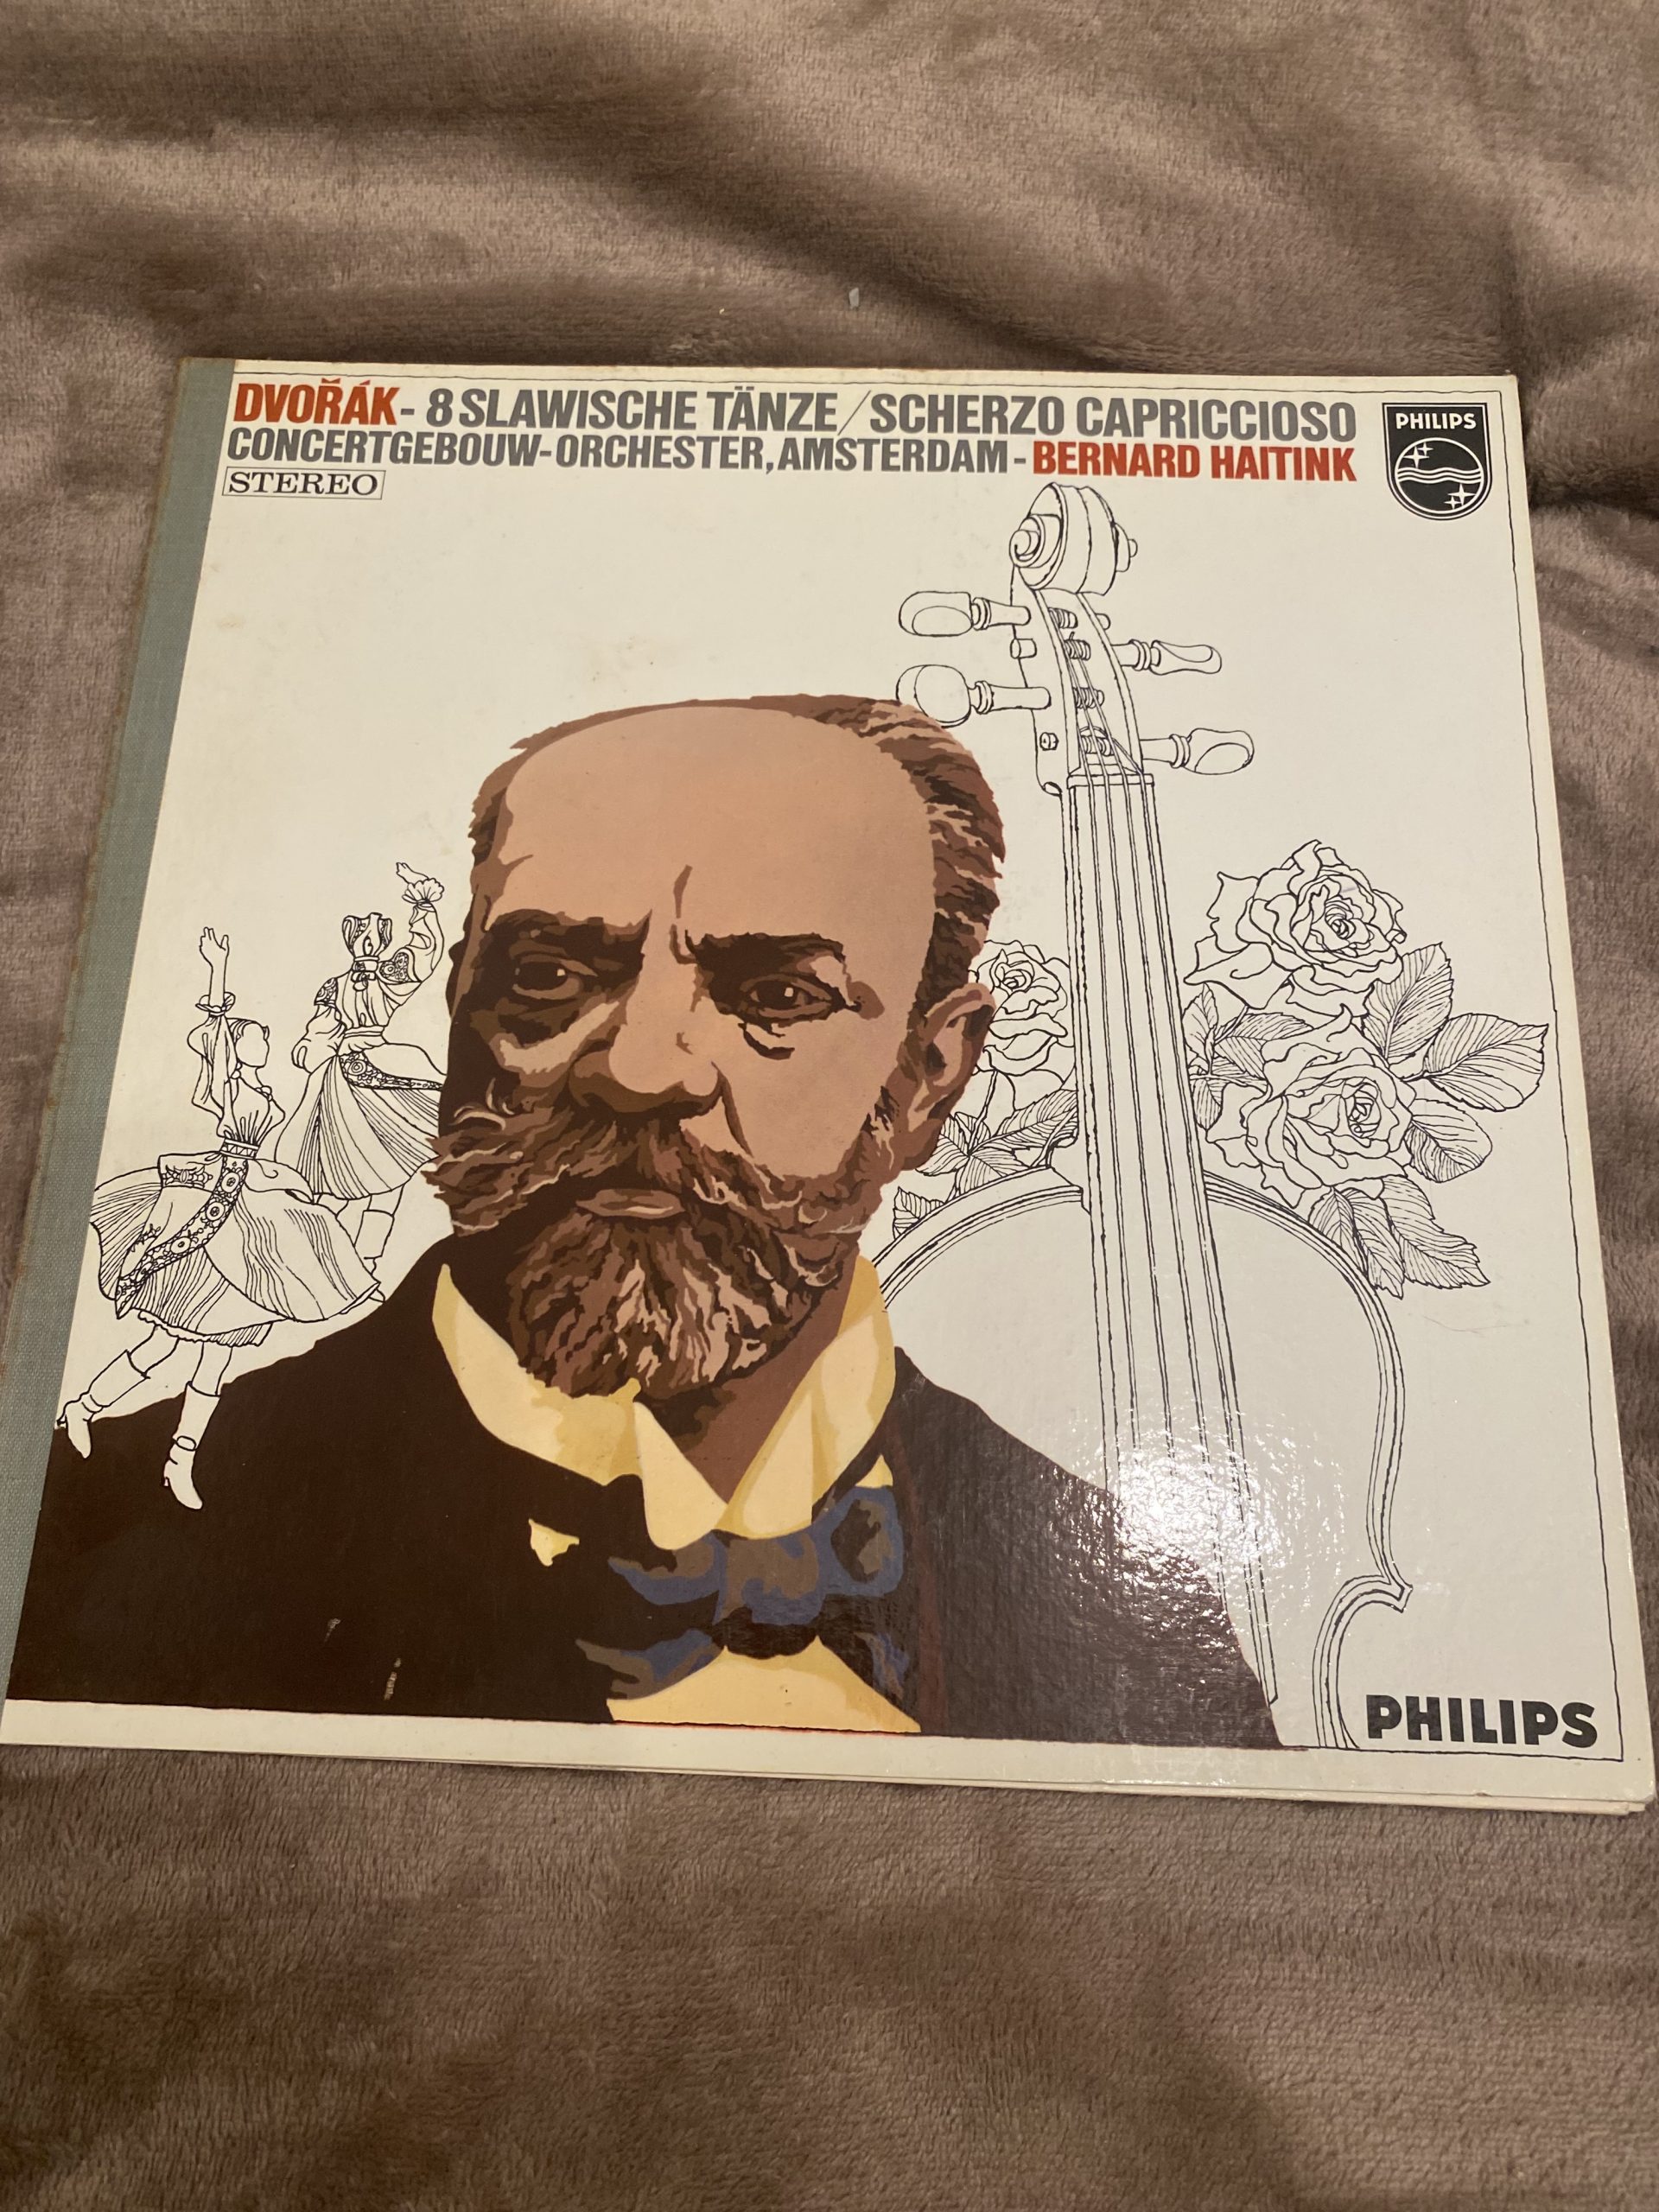 DVOŘÁK - 8 SLAWISCHE TÄNZE / SCHERZO CAPRICCIOSO
CONCERTGEBOUW-ORCHESTER, AMSTERDAM - BERNARD HAITINK
STEREO
PHILIPS
PHILIPS